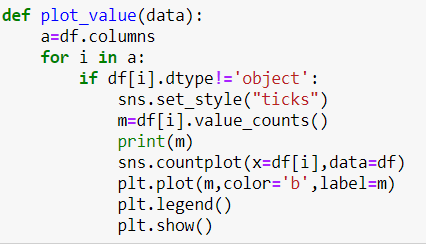 def plot_value(data):
    a=df.columns
    for i in a:
        if df[i].dtype!='object':
            sns.set_style("ticks")
            m=df[i].value_counts()
            print(m)
            sns.countplot(x=df[i],data=df)
            plt.plot(m,color='b',label=m)
            plt.legend()
            plt.show()